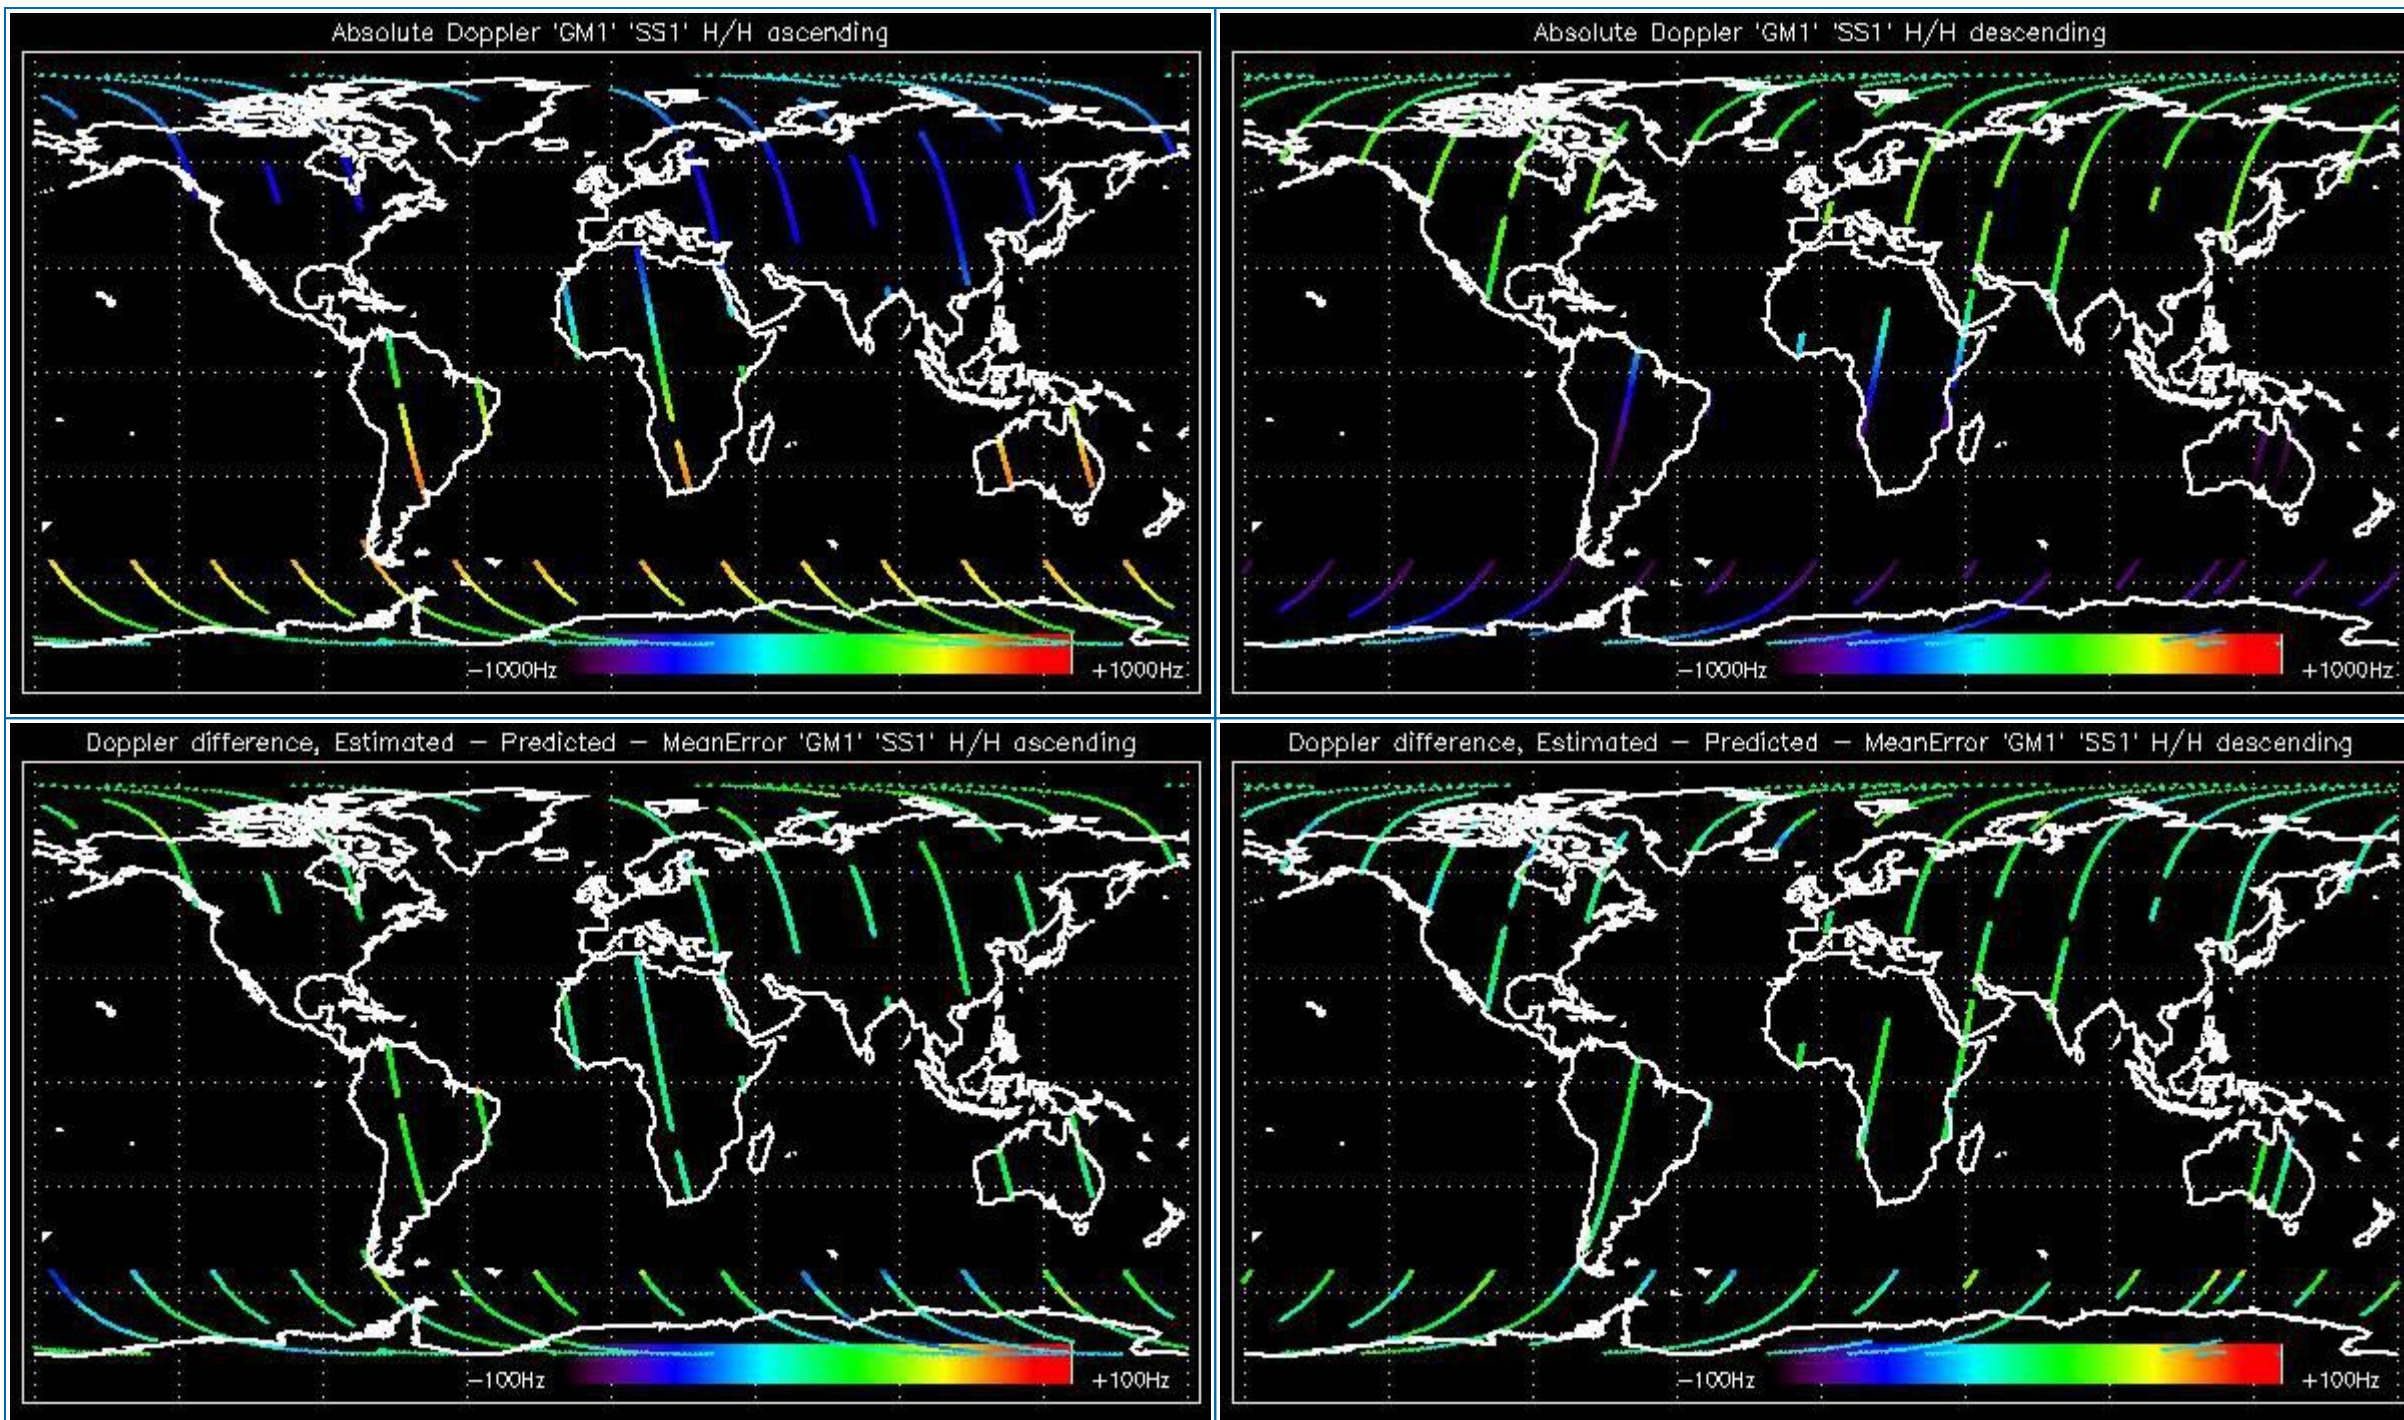 Absolute Doppler 'GM1' 'SS1' H/H ascending
-1000Hz
+1000Hz
Absolute Doppler 'GM1' 'SS1' H/H descending
-1000Hz
+1000Hz
Doppler difference, Estimated - Predicted - MeanError 'GM1' 'SS1' H/H ascending
-100Hz
+100Hz
Doppler difference, Estimated - Predicted - MeanError 'GM1' 'SS1' H/H descending
-100Hz
+100Hz